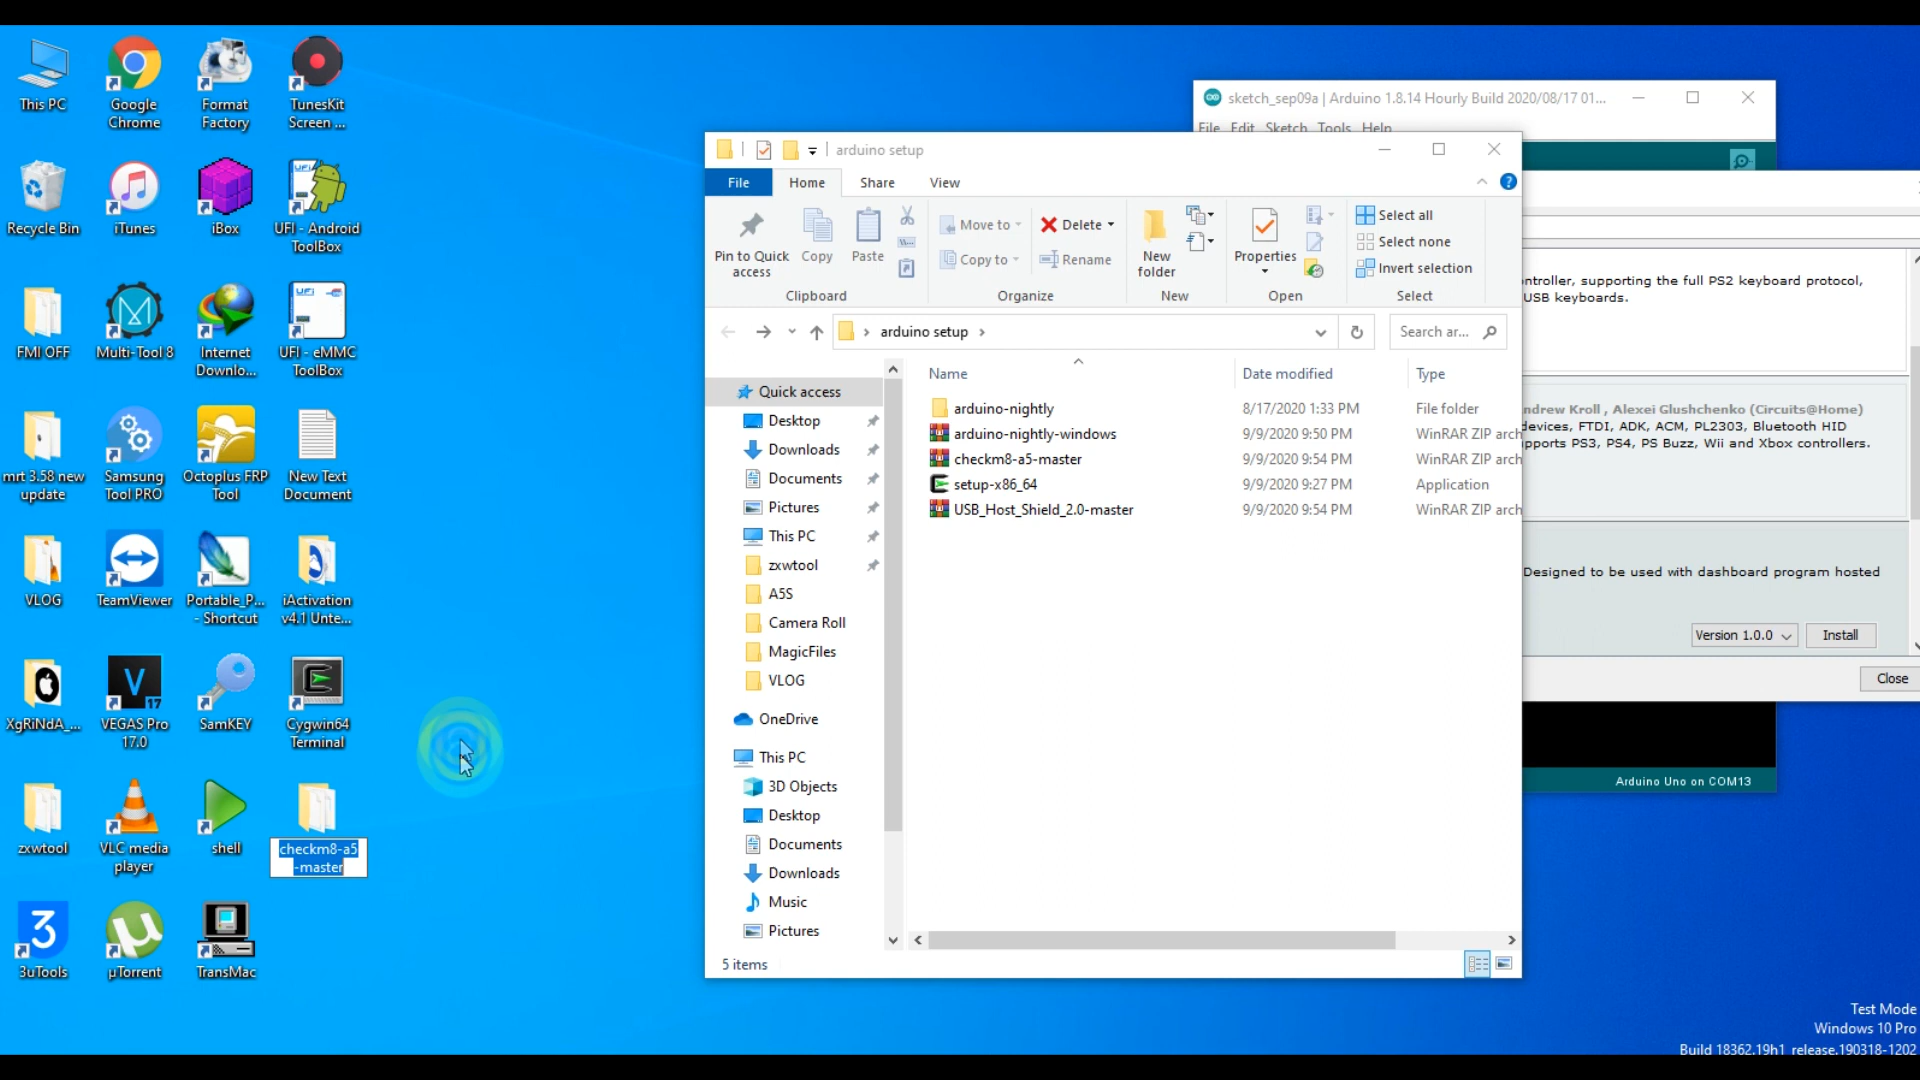 This PC
Google
Chrome
Format
Factory
TunesKit
Screen ...
Recycle Bin
iTunes
iBox
UFi
UFI - Android
ToolBox
FMI OFF
Multi-Tool 8
Internet
Downlo...
UFi
UFI - eMMC
ToolBox
mrt 3.58 new
update
Samsung
Tool PRO
Octoplus FRP
Tool
New Text
Document
VLOG
TeamViewer
Portable_P...
- Shortcut
iActivation
v4.1 Unte...
XgRiNdA_...
V
17
VEGAS Pro
17.0
SamKEY
Cygwin64
Terminal
zxwtool
VLC media
player
shell
checkm8-a5
-master
3
3uTools
µ
µTorrent
TransMac
arduino setup
File
Home
Share
View
Pin to Quick
access
Copy
Paste
Clipboard
Move to
Copy to
Delete
Rename
Organize
New
folder
New
Properties
Open
Select all
Select none
Invert selection
Select
arduino setup
Search ar...
Name
Date modified
Type
arduino-nightly
8/17/2020 1:33 PM
File folder
arduino-nightly-windows
9/9/2020 9:50 PM
WinRAR ZIP arch
checkm8-a5-master
9/9/2020 9:54 PM
WinRAR ZIP arch
setup-x86_64
9/9/2020 9:27 PM
Application
USB_Host_Shield_2.0-master
9/9/2020 9:54 PM
WinRAR ZIP arch
Quick access
Desktop
Downloads
Documents
Pictures
This PC
zxwtool
A5S
Camera Roll
MagicFiles
VLOG
OneDrive
This PC
3D Objects
Desktop
Documents
Downloads
Music
Pictures
5 items
sketch_sep09a | Arduino 1.8.14 Hourly Build 2020/08/17 01...
File Edit Sketch Tools Help
ntroller, supporting the full PS2 keyboard protocol,
USB keyboards.
ndrew Kroll , Alexei Glushchenko (Circuits@Home)
devices, FTDI, ADK, ACM, PL2303, Bluetooth HID
pports PS3, PS4, PS Buzz, Wii and Xbox controllers.
Designed to be used with dashboard program hosted
Version 1.0.0
Install
Close
Arduino Uno on COM13
Test Mode
Windows 10 Pro
Build 18362.19h1_release.190318-1202